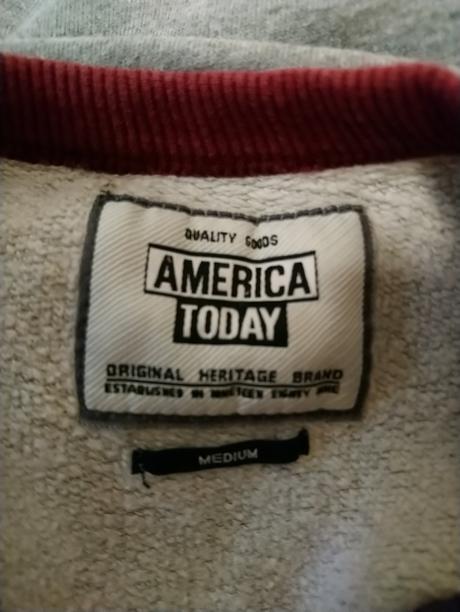 QUALITY GOODS
AMERICA
TODAY
ORIGINAL HERITAGE BRAND
ESTABLISHED IN NINETEEN EIGHTY ONE
MEDIUM